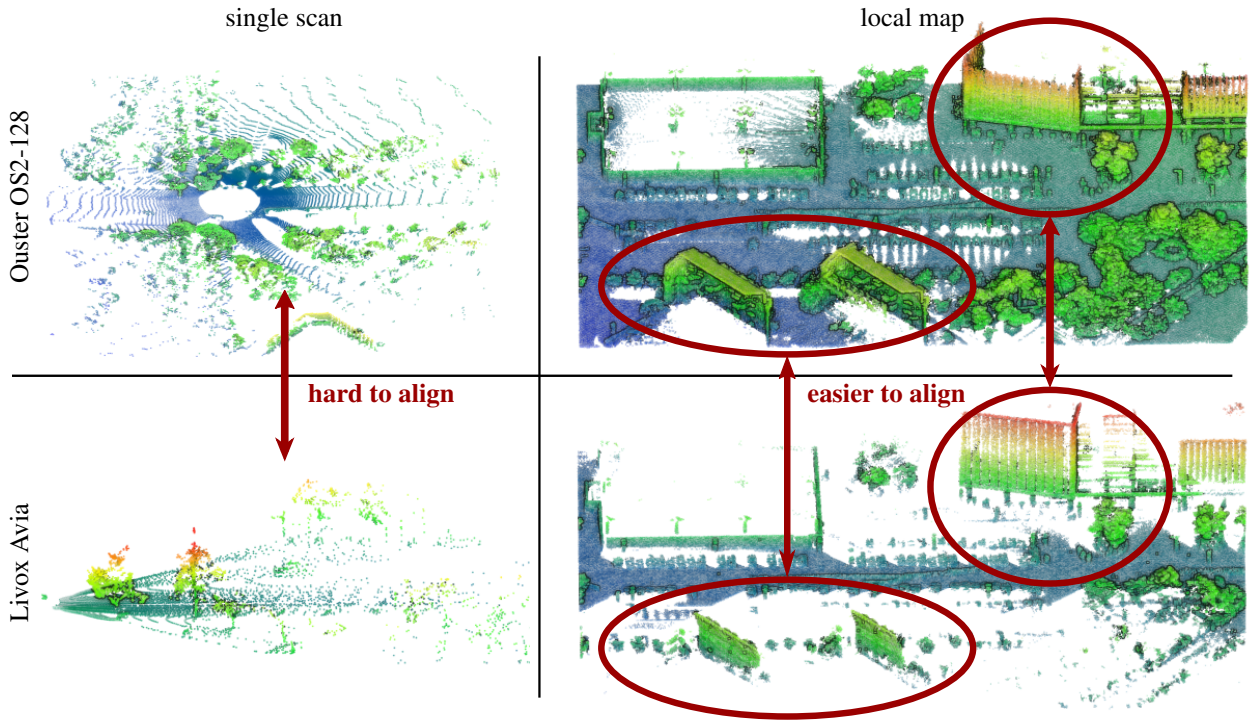 single scan
local map
Ouster OS2-128
hard to align
easier to align
Livox Avia